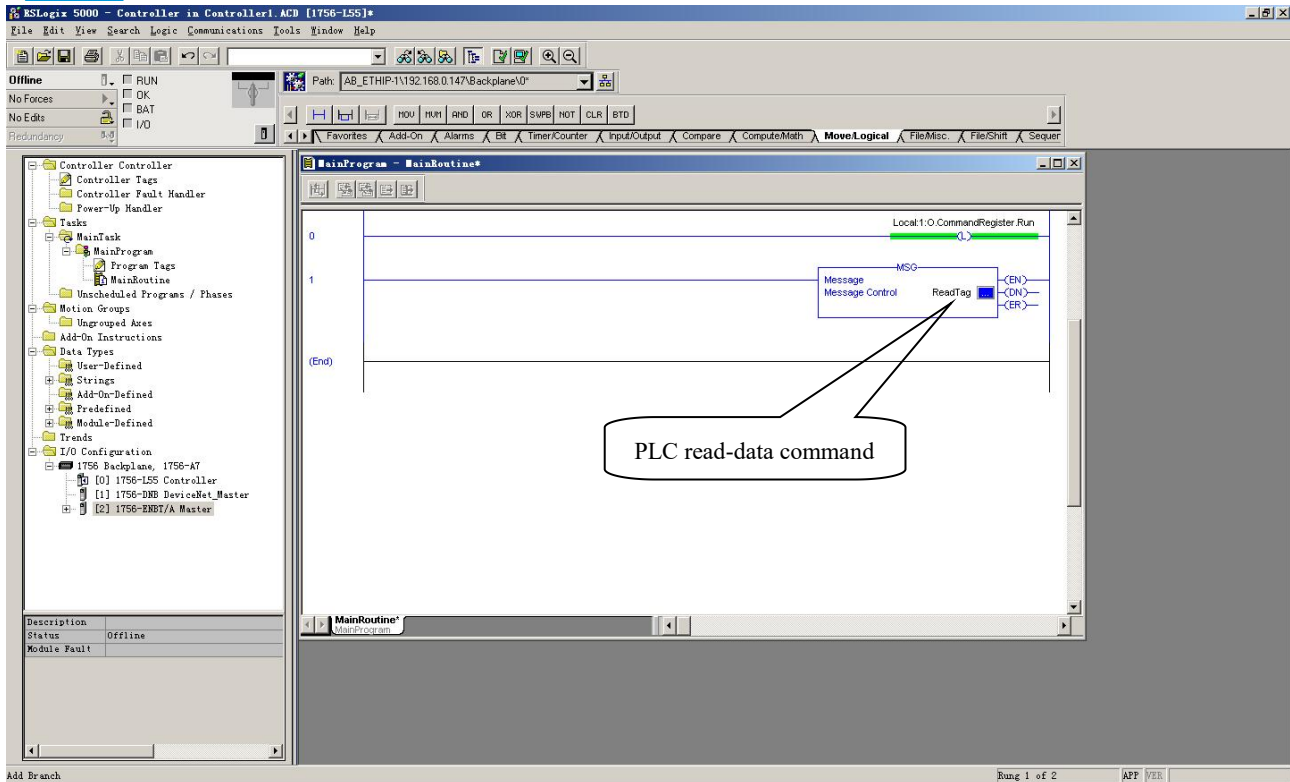 RSLogix 5000 - Controller in Controller1.ACD [1756-L55]*
File Edit View Search Logic Communications Tools Window Help
Offline
RUN
No Forces
OK
No Edits
BAT
Redundancy
I/O
Path: AB_ETHIP-1\192.168.0.147\Backplane\0*
MOV MVM AND OR XOR SWPB NOT CLR BTD
Favorites Add-On Alarms Bit Timer/Counter Input/Output Compare Compute/Math Move/Logical File/Misc. File/Shift Sequer
Controller Controller
Controller Tags
Controller Fault Handler
Power-Up Handler
Tasks
MainTask
MainProgram
Program Tags
MainRoutine
Unscheduled Programs / Phases
Motion Groups
Ungrouped Axes
Add-On Instructions
Data Types
User-Defined
Strings
Add-On-Defined
Predefined
Module-Defined
Trends
I/O Configuration
1756 Backplane, 1756-A7
[0] 1756-L55 Controller
[1] 1756-DNB DeviceNet_Master
[2] 1756-ENBT/A Master
Description
Status Offline
Module Fault
MainProgram - MainRoutine*
Local:1:O.CommandRegister.Run
0
(L)
1
MSG
Message
(EN)
Message Control ReadTag ...
(DN)
(ER)
(End)
PLC read-data command
MainRoutine*
MainProgram
Add Branch
Rung 1 of 2
APP VER